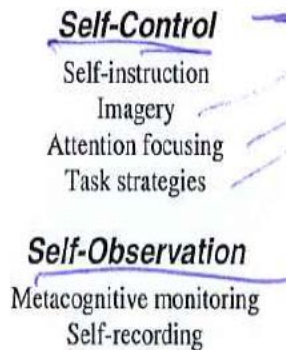 Self-Control
Self-instruction
Imagery
Attention focusing
Task strategies
Self-Observation
Metacognitive monitoring
Self-recording